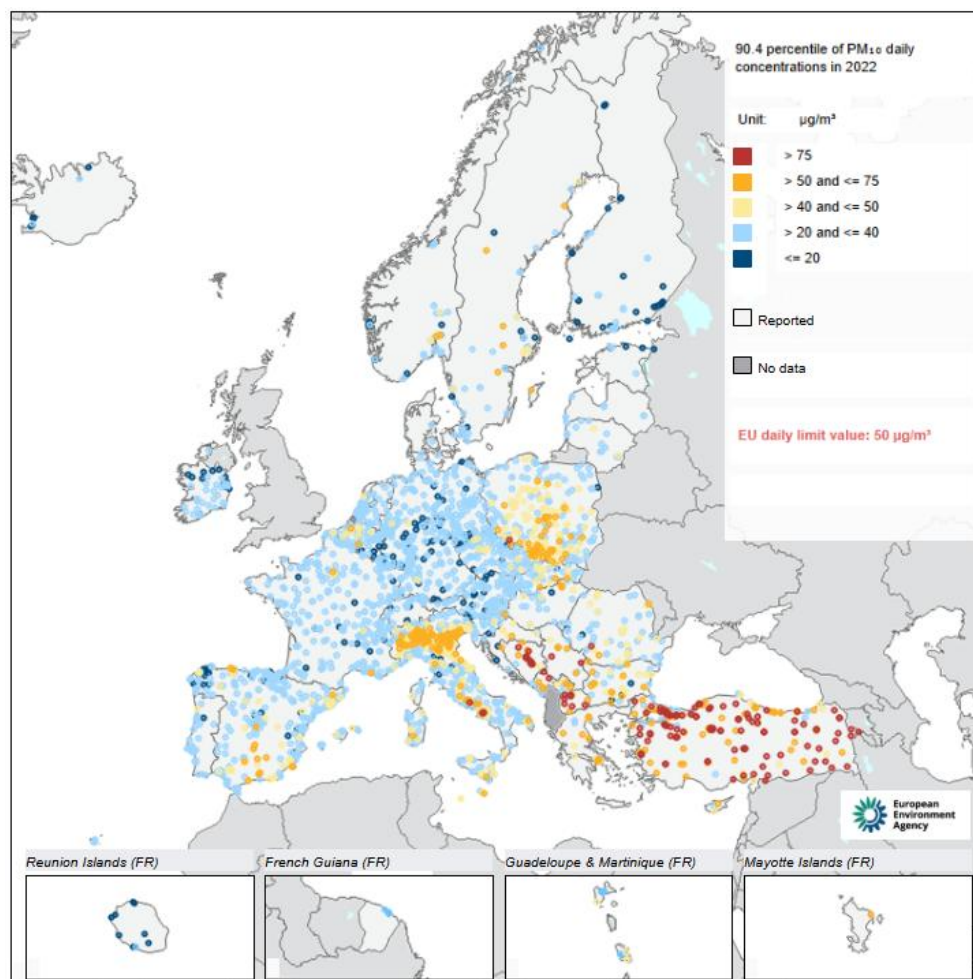 90.4 percentile of PM₁₀ daily
concentrations in 2022
Unit: µg/m³
> 75
> 50 and <= 75
> 40 and <= 50
> 20 and <= 40
<= 20
Reported
No data
EU daily limit value: 50 µg/m³
European
Environment
Agency
Reunion Islands (FR)
French Guiana (FR)
Guadeloupe & Martinique (FR)
Mayotte Islands (FR)